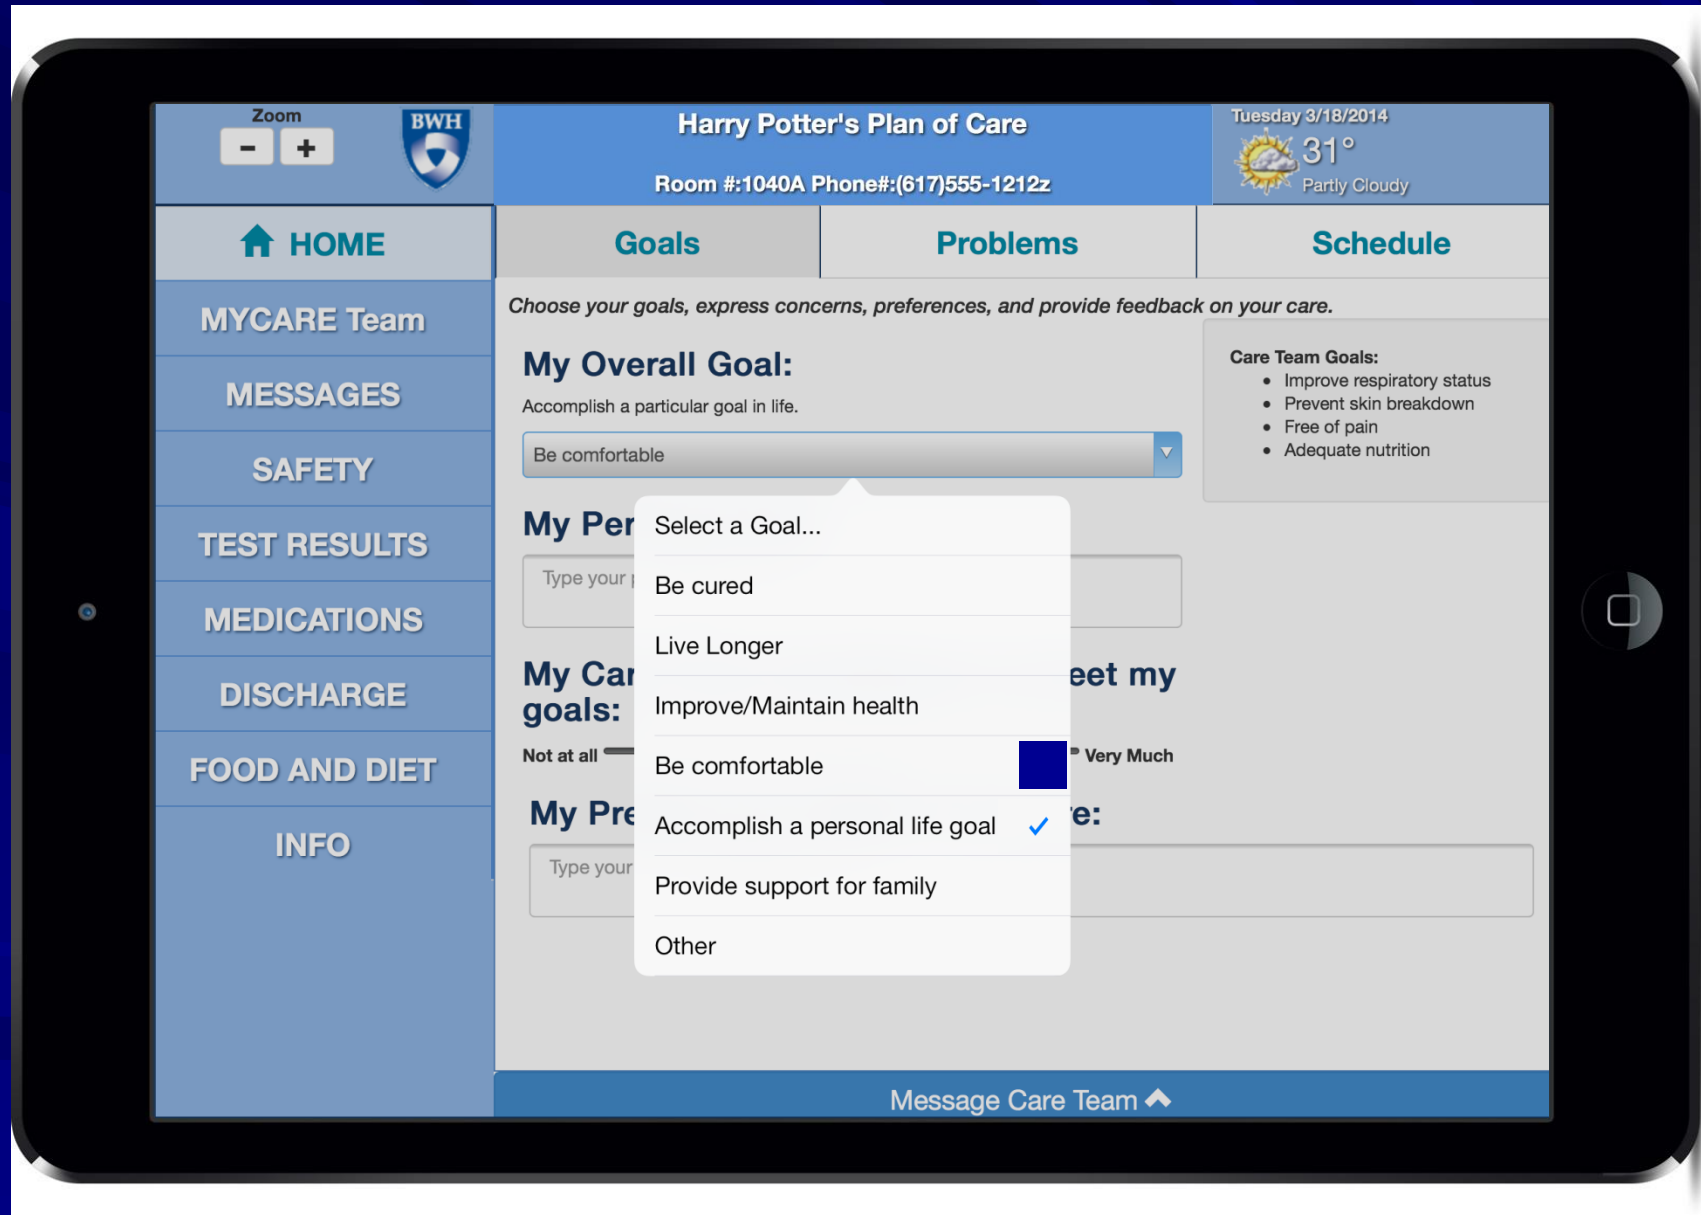 Zoom
- +
BWH
Harry Potter's Plan of Care
Room #:1040A Phone#:(617)555-1212z
Tuesday 3/18/2014
31°
Partly Cloudy
HOME
MYCARE Team
MESSAGES
SAFETY
TEST RESULTS
MEDICATIONS
DISCHARGE
FOOD AND DIET
INFO
Goals
Problems
Schedule
Choose your goals, express concerns, preferences, and provide feedback on your care.
My Overall Goal:
Accomplish a particular goal in life.
Be comfortable
Care Team Goals:
• Improve respiratory status
• Prevent skin breakdown
• Free of pain
• Adequate nutrition
My Per
Type your
My Car eet my
goals:
Not at all Very Much
My Pre e:
Type your
Select a Goal...
Be cured
Live Longer
Improve/Maintain health
Be comfortable
Accomplish a personal life goal ✓
Provide support for family
Other
Message Care Team